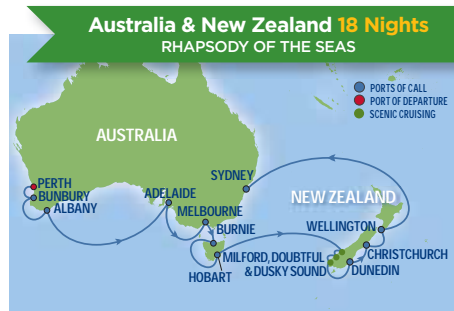 Australia & New Zealand 18 Nights
RHAPSODY OF THE SEAS
PORTS OF CALL
PORT OF DEPARTURE
SCENIC CRUISING
AUSTRALIA
PERTH
BUNBURY
ALBANY
ADELAIDE
SYDNEY
MELBOURNE
BURNIE
HOBART
NEW ZEALAND
WELLINGTON
MILFORD, DOUBTFUL
& DUSKY SOUND
CHRISTCHURCH
DUNEDIN